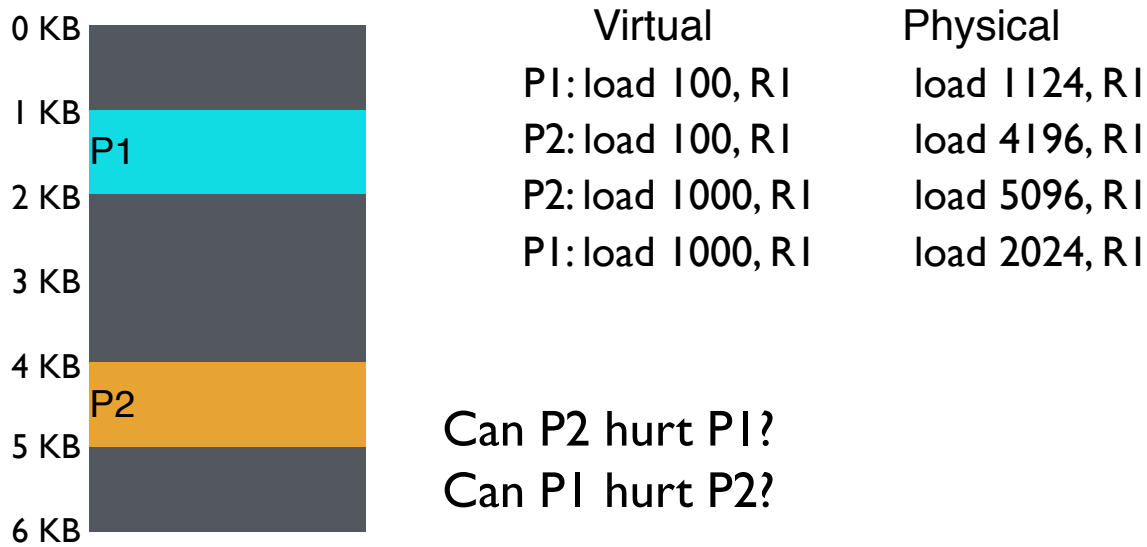 0 KB
1 KB
P1
2 KB
3 KB
4 KB
P2
5 KB
6 KB
Virtual Physical
P1: load 100, R1 load 1124, R1
P2: load 100, R1 load 4196, R1
P2: load 1000, R1 load 5096, R1
P1: load 1000, R1 load 2024, R1
Can P2 hurt P1?
Can P1 hurt P2?